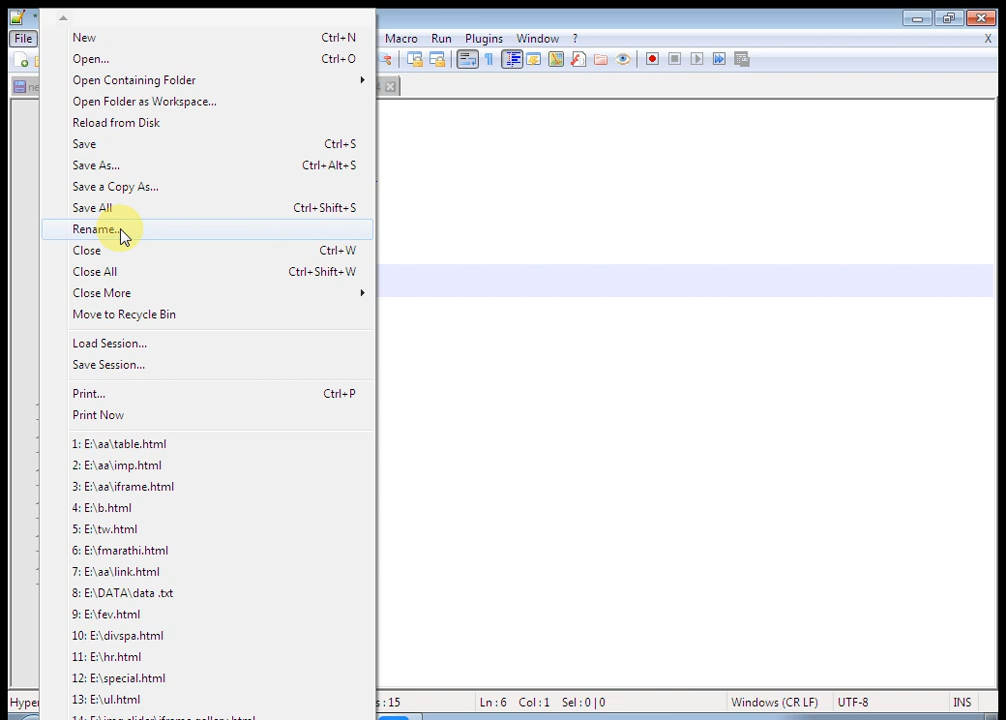 File Macro Run Plugins Window ? X
New Ctrl+N
Open... Ctrl+O
Open Containing Folder
Open Folder as Workspace...
Reload from Disk
Save Ctrl+S
Save As... Ctrl+Alt+S
Save a Copy As...
Save All Ctrl+Shift+S
Rename...
Close Ctrl+W
Close All Ctrl+Shift+W
Close More
Move to Recycle Bin
Load Session...
Save Session...
Print... Ctrl+P
Print Now
1: E:\aa\table.html
2: E:\aa\imp.html
3: E:\aa\iframe.html
4: E:\b.html
5: E:\tw.html
6: E:\fmarathi.html
7: E:\aa\link.html
8: E:\DATA\data .txt
9: E:\fev.html
10: E:\divspa.html
11: E:\hr.html
12: E:\special.html
13: E:\ul.html
Hyper :15 Ln:6 Col:1 Sel:0|0 Windows (CR LF) UTF-8 INS